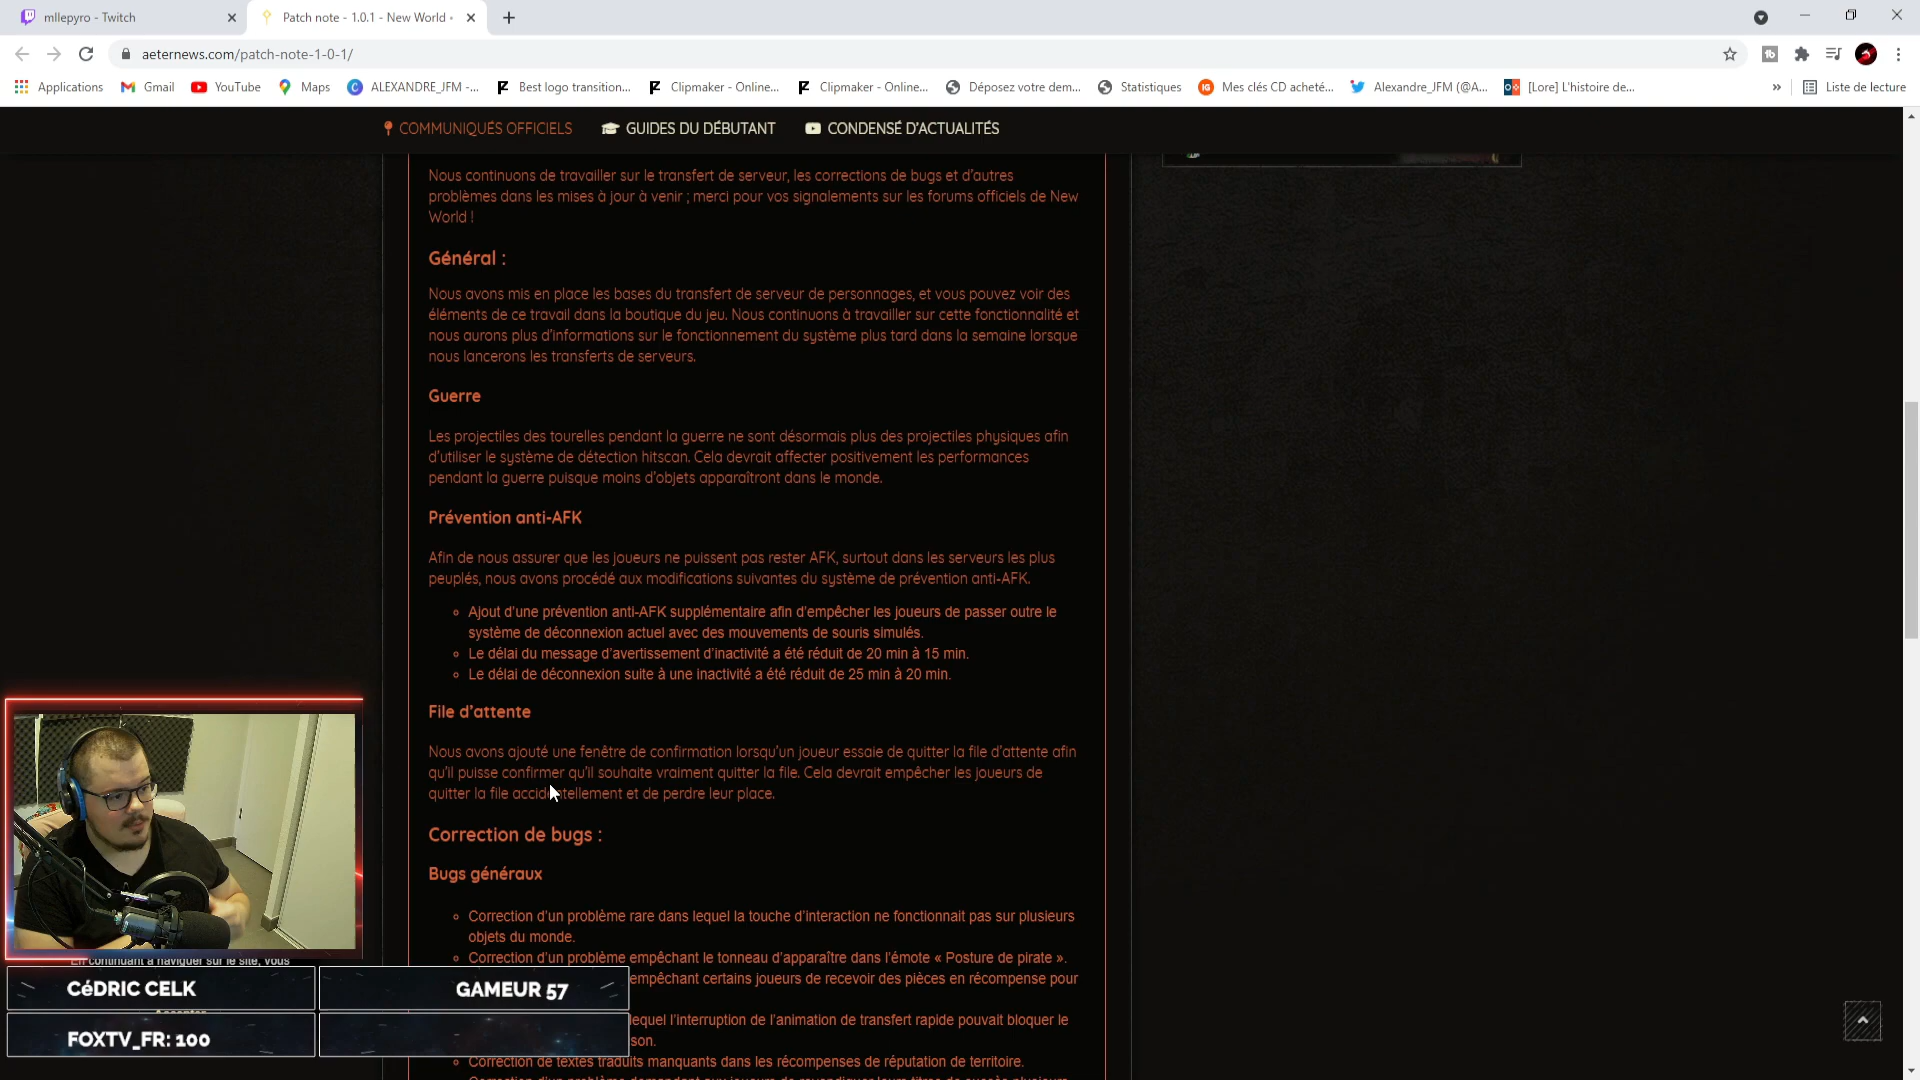 mllepyro - Twitch
Patch note - 1.0.1 - New World
aeternews.com/patch-note-1-0-1/
Applications
Gmail
YouTube
Maps
ALEXANDRE_JFM -...
Best logo transition...
Clipmaker - Online...
Clipmaker - Online...
Déposez votre dem...
Statistiques
Mes clés CD acheté...
Alexandre_JFM (@A...
[Lore] L'histoire de...
Liste de lecture
COMMUNIQUÉS OFFICIELS
GUIDES DU DÉBUTANT
CONDENSÉ D'ACTUALITÉS
Nous continuons de travailler sur le transfert de serveur, les corrections de bugs et d'autres
problèmes dans les mises à jour à venir ; merci pour vos signalements sur les forums officiels de New
World !
Général :
Nous avons mis en place les bases du transfert de serveur de personnages, et vous pouvez voir des
éléments de ce travail dans la boutique du jeu. Nous continuons à travailler sur cette fonctionnalité et
nous aurons plus d'informations sur le fonctionnement du système plus tard dans la semaine lorsque
nous lancerons les transferts de serveurs.
Guerre
Les projectiles des tourelles pendant la guerre ne sont désormais plus des projectiles physiques afin
d'utiliser le système de détection hitscan. Cela devrait affecter positivement les performances
pendant la guerre puisque moins d'objets apparaîtront dans le monde.
Prévention anti-AFK
Afin de nous assurer que les joueurs ne puissent pas rester AFK, surtout dans les serveurs les plus
peuplés, nous avons procédé aux modifications suivantes du système de prévention anti-AFK.
Ajout d'une prévention anti-AFK supplémentaire afin d'empêcher les joueurs de passer outre le
système de déconnexion actuel avec des mouvements de souris simulés.
Le délai du message d'avertissement d'inactivité a été réduit de 20 min à 15 min.
Le délai de déconnexion suite à une inactivité a été réduit de 25 min à 20 min.
File d'attente
Nous avons ajouté une fenêtre de confirmation lorsqu'un joueur essaie de quitter la file d'attente afin
qu'il puisse confirmer qu'il souhaite vraiment quitter la file. Cela devrait empêcher les joueurs de
quitter la file accidentellement et de perdre leur place.
Correction de bugs :
Bugs généraux
Correction d'un problème rare dans lequel la touche d'interaction ne fonctionnait pas sur plusieurs
objets du monde.
Correction d'un problème empêchant le tonneau d'apparaître dans l'émote « Posture de pirate ».
empêchant certains joueurs de recevoir des pièces en récompense pour
lequel l'interruption de l'animation de transfert rapide pouvait bloquer le
son.
Correction de textes traduits manquants dans les récompenses de réputation de territoire.
En continuant à naviguer sur le site, vous
CéDRIC CELK
GAMEUR 57
FOXTV_FR: 100